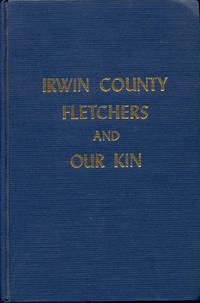 IRWIN COUNTY
FLETCHERS
AND
OUR KIN